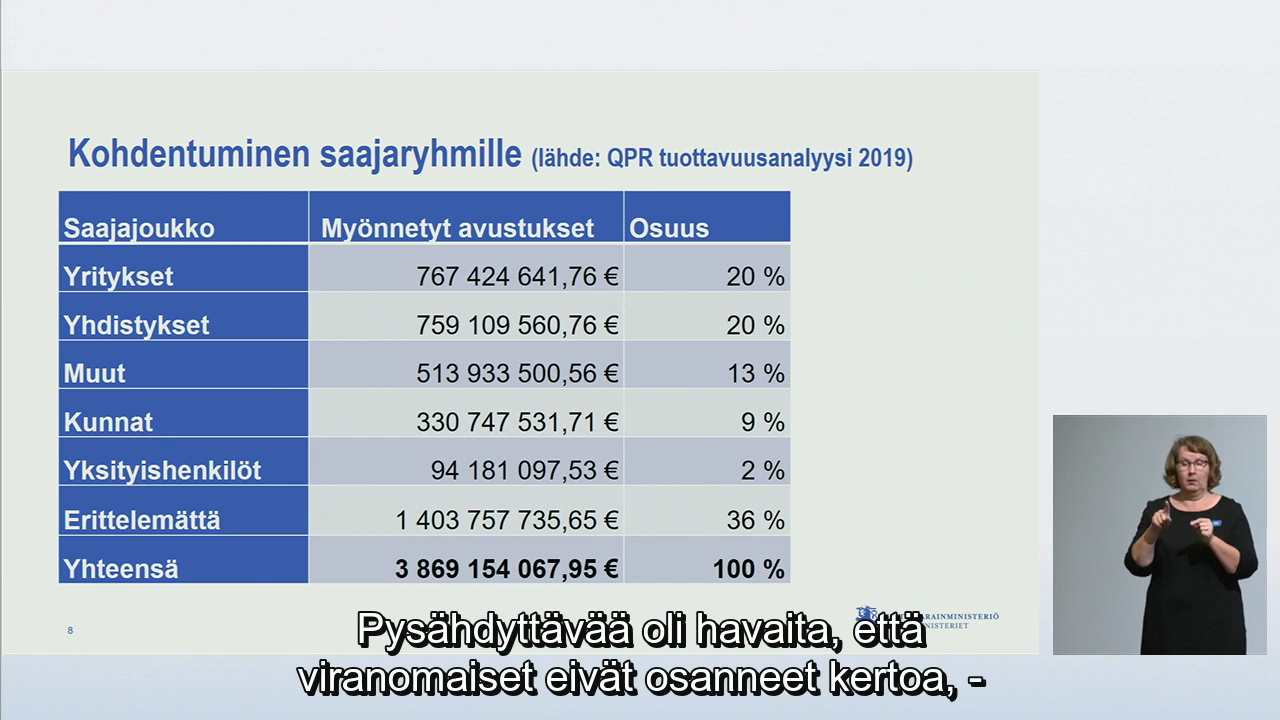 Kohdentuminen saajaryhmille (lähde: QPR tuottavuusanalyysi 2019)
Saajajoukko Myönnetyt avustukset Osuus
Yritykset 767 424 641,76 € 20 %
Yhdistykset 759 109 560,76 € 20 %
Muut 513 933 500,56 € 13 %
Kunnat 330 747 531,71 € 9 %
Yksityishenkilöt 94 181 097,53 € 2 %
Erittelemättä 1 403 757 735,65 € 36 %
Yhteensä 3 869 154 067,95 € 100 %
8
Pysähdyttävää oli havaita, että
viranomaiset eivät osanneet kertoa, -